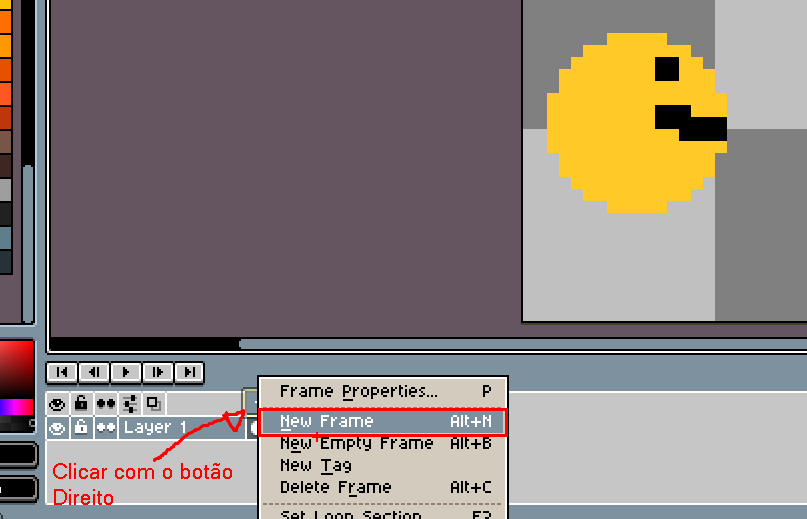 Frame Properties... P
New Frame Alt+N
New Empty Frame Alt+B
New Tag
Delete Frame Alt+C
Set Loop Section F2
Layer 1
Clicar com o botão
Direito